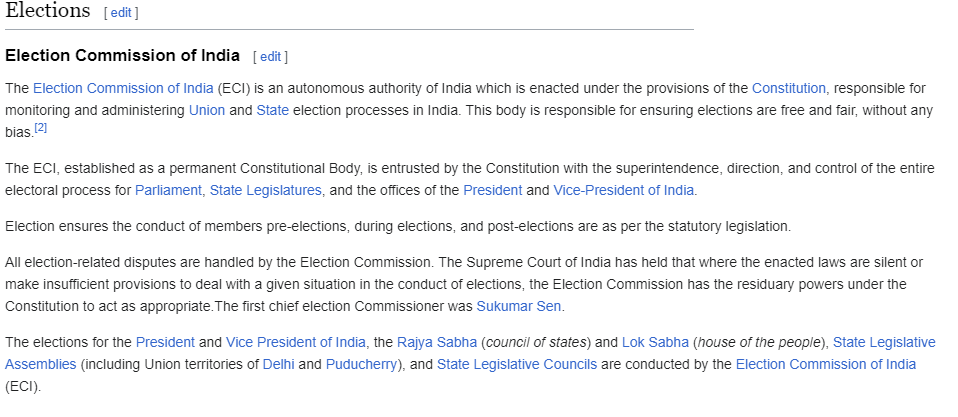 Elections [ edit ]
Election Commission of India [ edit ]
The Election Commission of India (ECI) is an autonomous authority of India which is enacted under the provisions of the Constitution, responsible for
monitoring and administering Union and State election processes in India. This body is responsible for ensuring elections are free and fair, without any
bias.[2]
The ECI, established as a permanent Constitutional Body, is entrusted by the Constitution with the superintendence, direction, and control of the entire
electoral process for Parliament, State Legislatures, and the offices of the President and Vice-President of India.
Election ensures the conduct of members pre-elections, during elections, and post-elections are as per the statutory legislation.
All election-related disputes are handled by the Election Commission. The Supreme Court of India has held that where the enacted laws are silent or
make insufficient provisions to deal with a given situation in the conduct of elections, the Election Commission has the residuary powers under the
Constitution to act as appropriate.The first chief election Commissioner was Sukumar Sen.
The elections for the President and Vice President of India, the Rajya Sabha (council of states) and Lok Sabha (house of the people), State Legislative
Assemblies (including Union territories of Delhi and Puducherry), and State Legislative Councils are conducted by the Election Commission of India
(ECI).